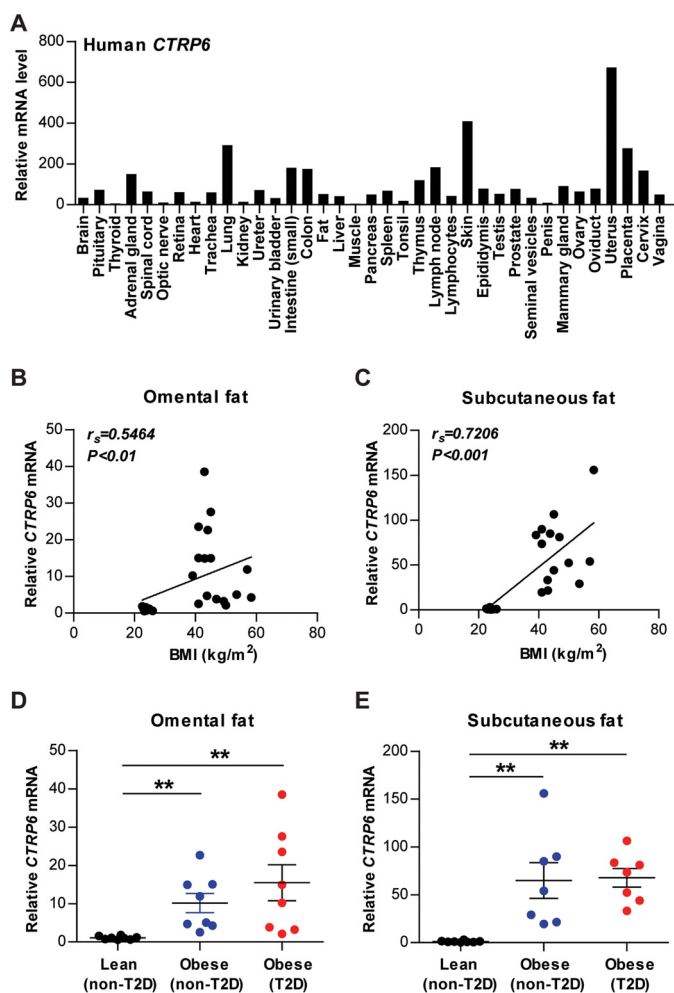 A
Human CTRP6
Relative mRNA level
800
600
400
200
0
Brain
Pituitary
Thyroid
Adrenal gland
Spinal cord
Optic nerve
Retina
Heart
Trachea
Lung
Kidney
Ureter
Urinary bladder
Intestine (small)
Colon
Fat
Liver
Muscle
Pancreas
Spleen
Tonsil
Thymus
Lymph node
Lymphocytes
Skin
Epididymis
Testis
Prostate
Seminal vesicles
Penis
Mammary gland
Ovary
Oviduct
Uterus
Placenta
Cervix
Vagina
B
Omental fat
rs=0.5464
P<0.01
Relative CTRP6 mRNA
50
40
30
20
10
0
0 20 40 60 80
BMI (kg/m²)
C
Subcutaneous fat
rs=0.7206
P<0.001
Relative CTRP6 mRNA
200
150
100
50
0
0 20 40 60 80
BMI (kg/m²)
D
Omental fat
Relative CTRP6 mRNA
50
40
30
20
10
0
**
**
Lean (non-T2D)
Obese (non-T2D)
Obese (T2D)
E
Subcutaneous fat
Relative CTRP6 mRNA
200
150
100
50
0
**
**
Lean (non-T2D)
Obese (non-T2D)
Obese (T2D)